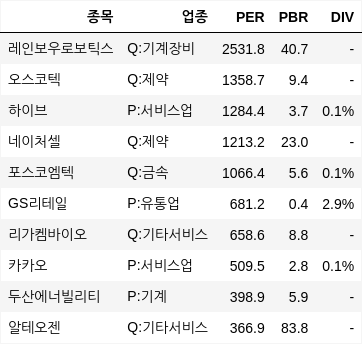 종목 업종 PER PBR DIV
레인보우로보틱스 Q:기계장비 2531.8 40.7 -
오스코텍 Q:제약 1358.7 9.4 -
하이브 P:서비스업 1284.4 3.7 0.1%
네이처셀 Q:제약 1213.2 23.0 -
포스코엠텍 Q:금속 1066.4 5.6 0.1%
GS리테일 P:유통업 681.2 0.4 2.9%
리가켐바이오 Q:기타서비스 658.6 8.8 -
카카오 P:서비스업 509.5 2.8 0.1%
두산에너빌리티 P:기계 398.9 5.9 -
알테오젠 Q:기타서비스 366.9 83.8 -